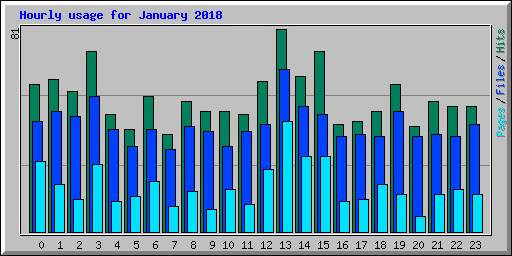 Hourly usage for January 2018
81
Pages / Files / Hits
0 1 2 3 4 5 6 7 8 9 10 11 12 13 14 15 16 17 18 19 20 21 22 23